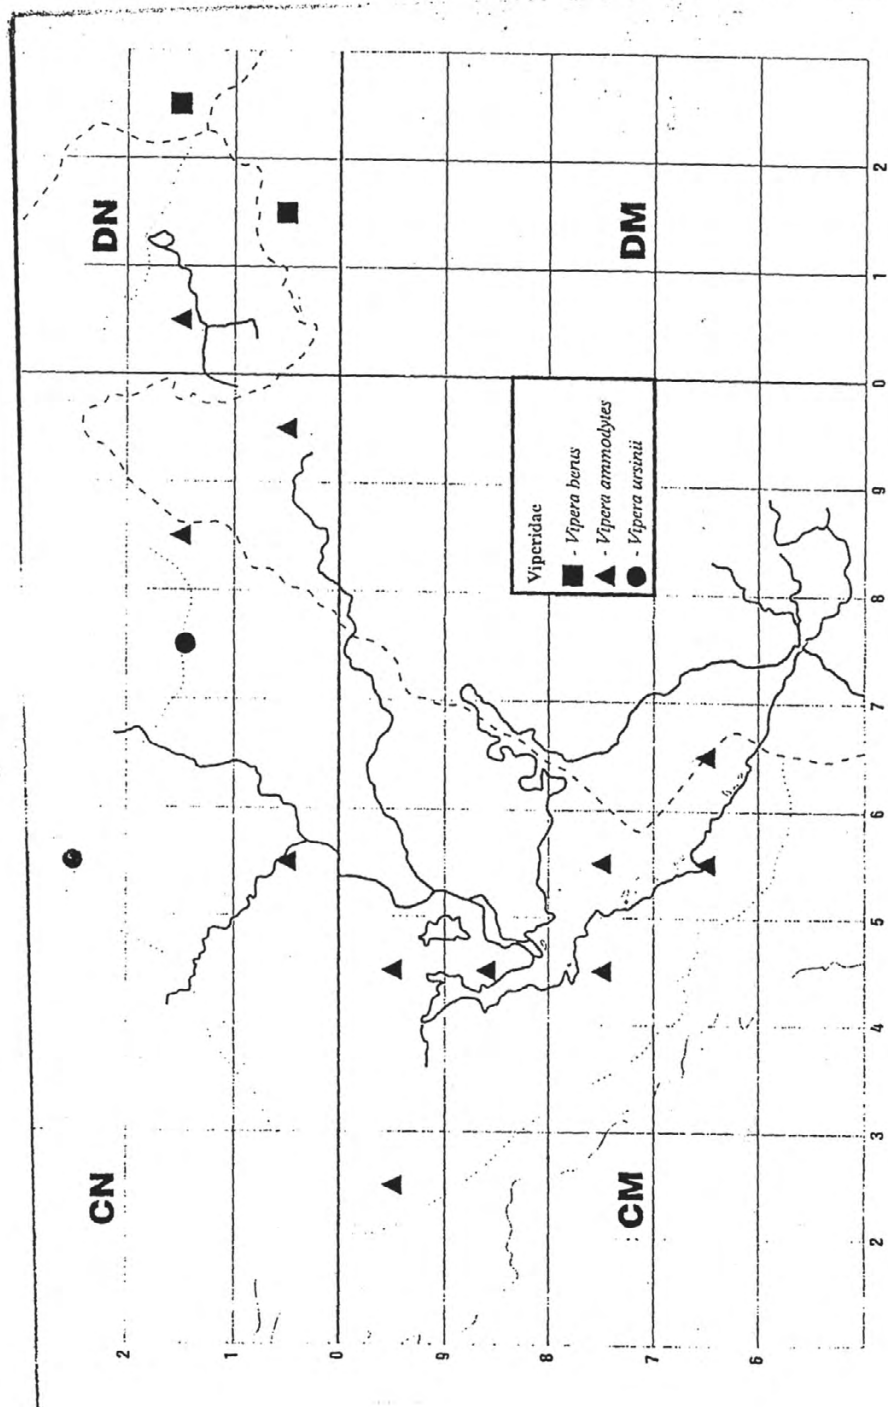 CN DN
2
1
0
9
8
7
6
Viperidae
- Vipera berus
- Vipera ammodytes
- Vipera ursinii
CM DM
2 3 4 5 6 7 8 9 0 1 2